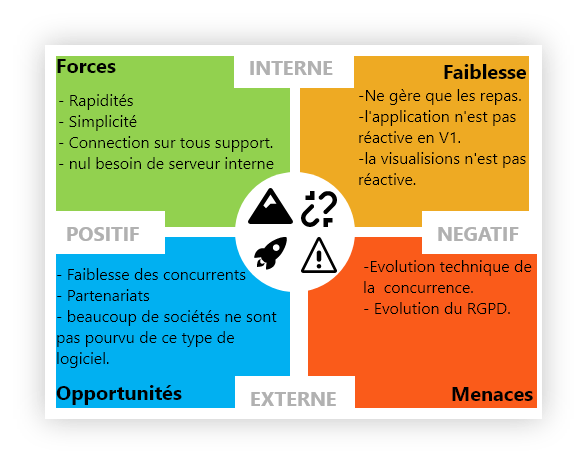 INTERNE
Forces
- Rapidités
- Simplicité
- Connection sur tous support.
- nul besoin de serveur interne
Faiblesse
-Ne gère que les repas.
-l'application n'est pas
réactive en V1.
-la visualisions n'est pas
réactive.
POSITIF
NEGATIF
- Faiblesse des concurrents
- Partenariats
- beaucoup de sociétés ne sont
pas pourvu de ce type de
logiciel.
Opportunités
-Evolution technique de
la concurrence.
- Evolution du RGPD.
Menaces
EXTERNE